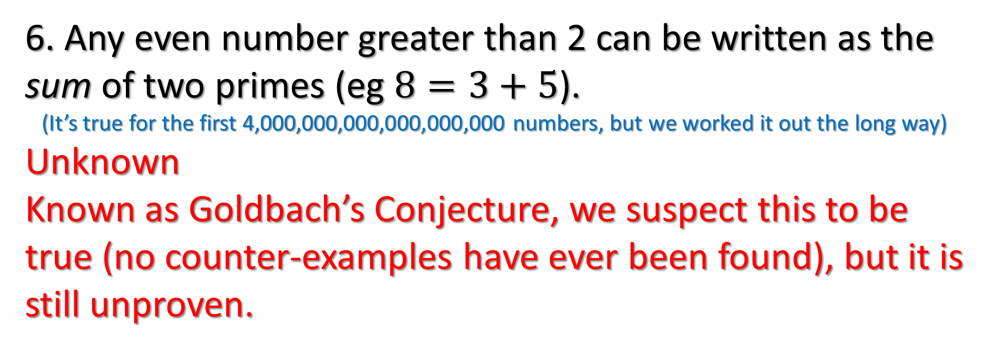 6. Any even number greater than 2 can be written as the
sum of two primes (eg 8 = 3 + 5).
(It’s true for the first 4,000,000,000,000,000,000 numbers, but we worked it out the long way)
Unknown
Known as Goldbach’s Conjecture, we suspect this to be
true (no counter-examples have ever been found), but it is
still unproven.